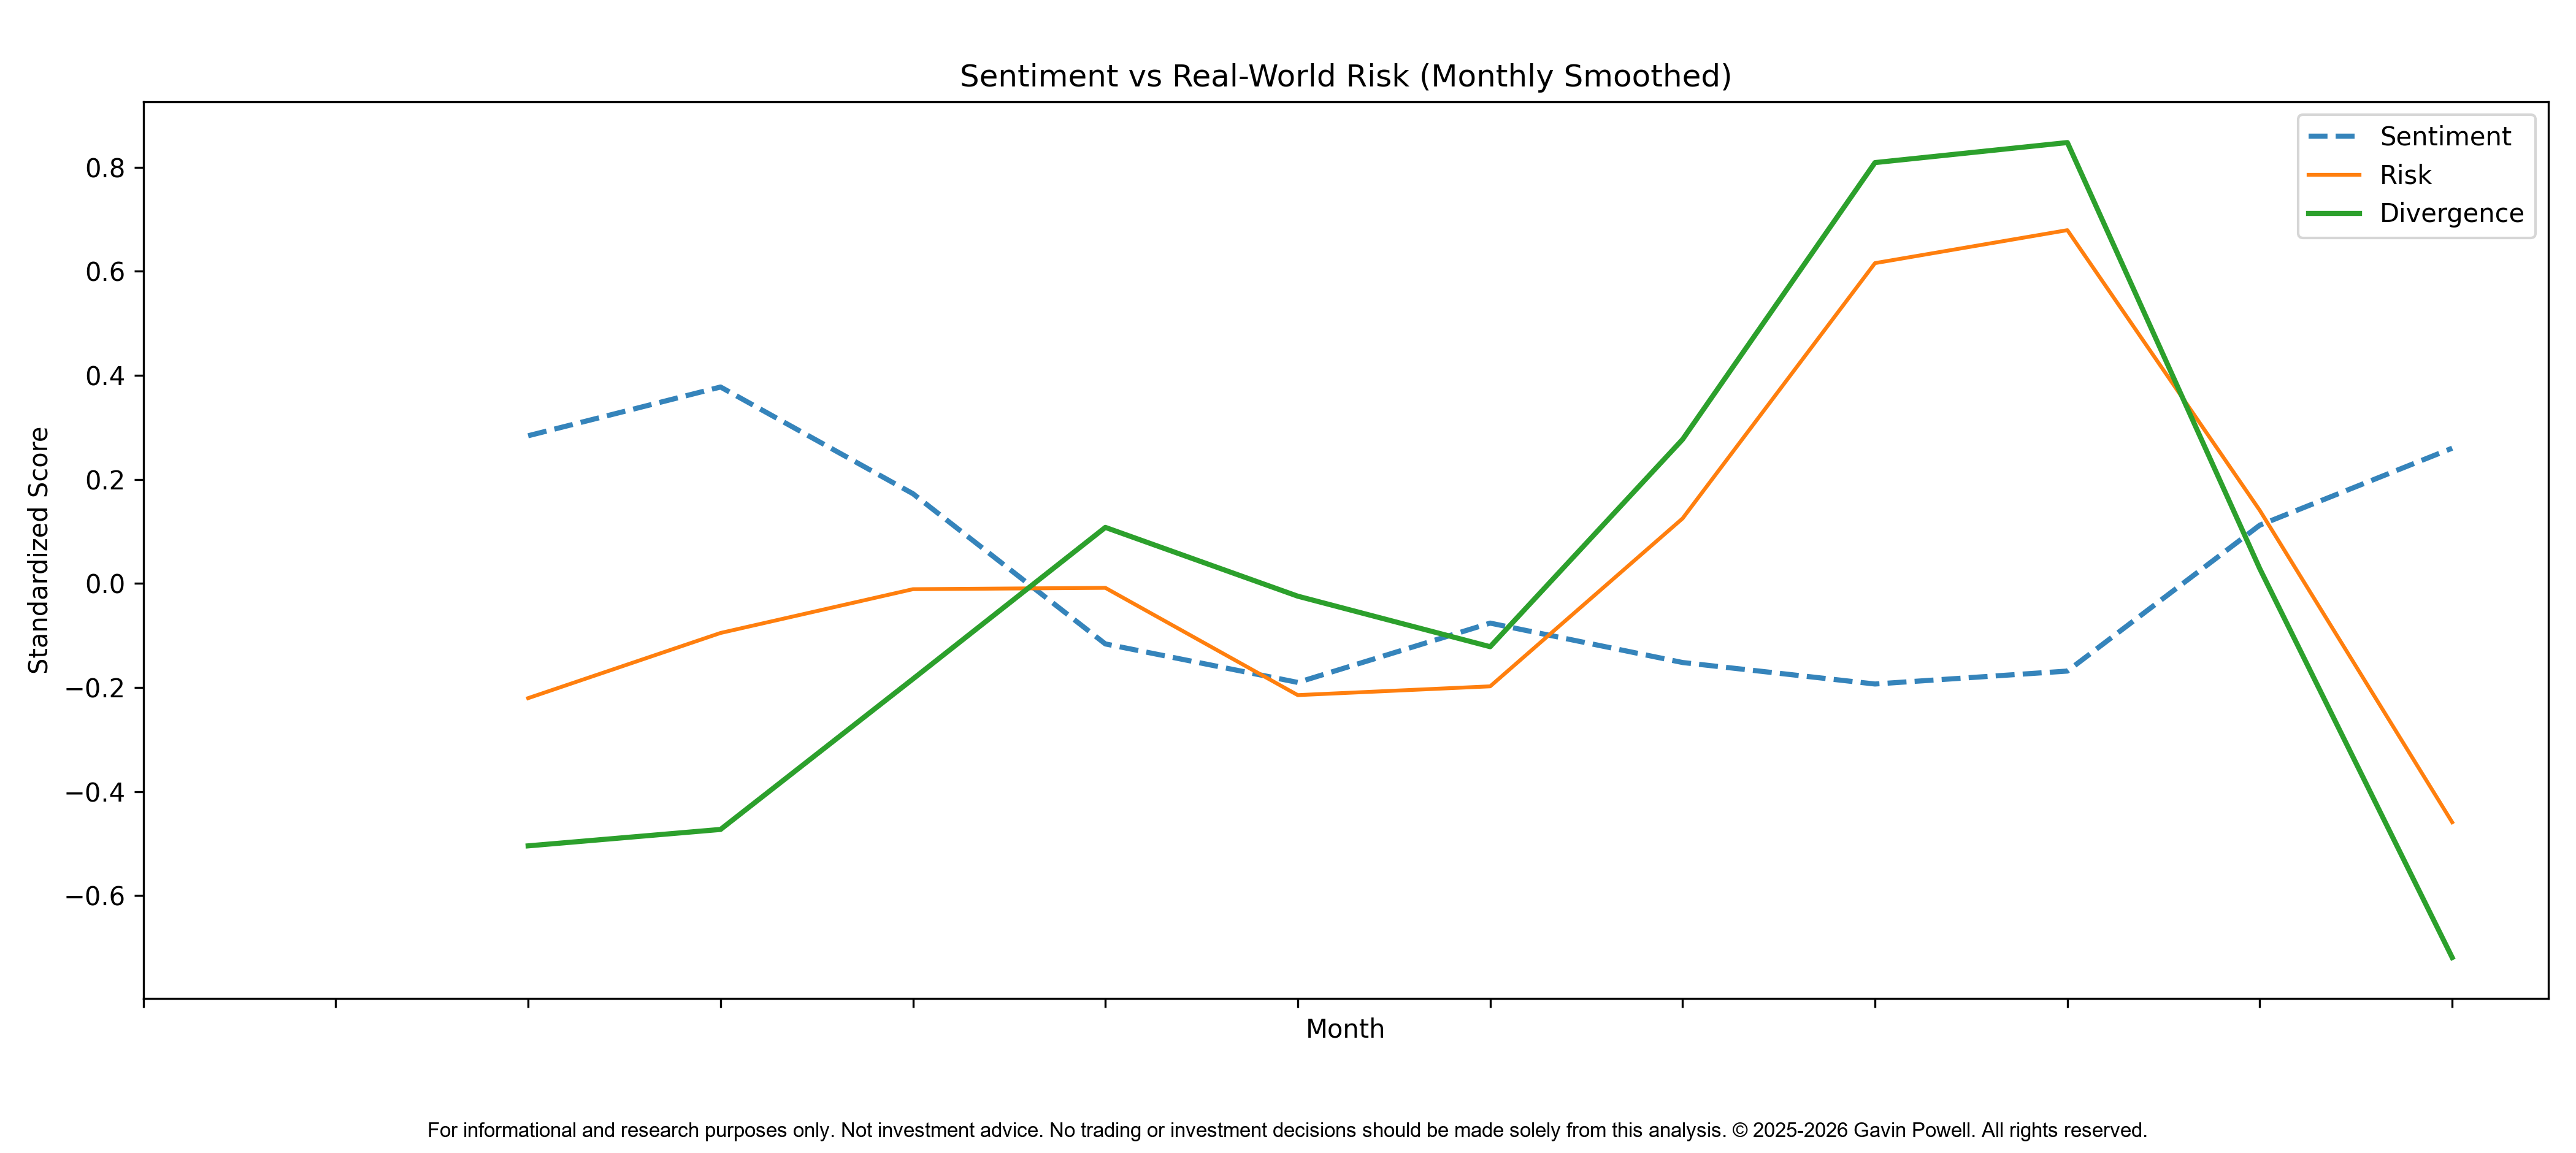 Sentiment vs Real-World Risk (Monthly Smoothed)
Sentiment
Risk
Divergence
0.8
0.6
0.4
0.2
0.0
−0.2
−0.4
−0.6
Standardized Score
Month
For informational and research purposes only. Not investment advice. No trading or investment decisions should be made solely from this analysis. © 2025-2026 Gavin Powell. All rights reserved.